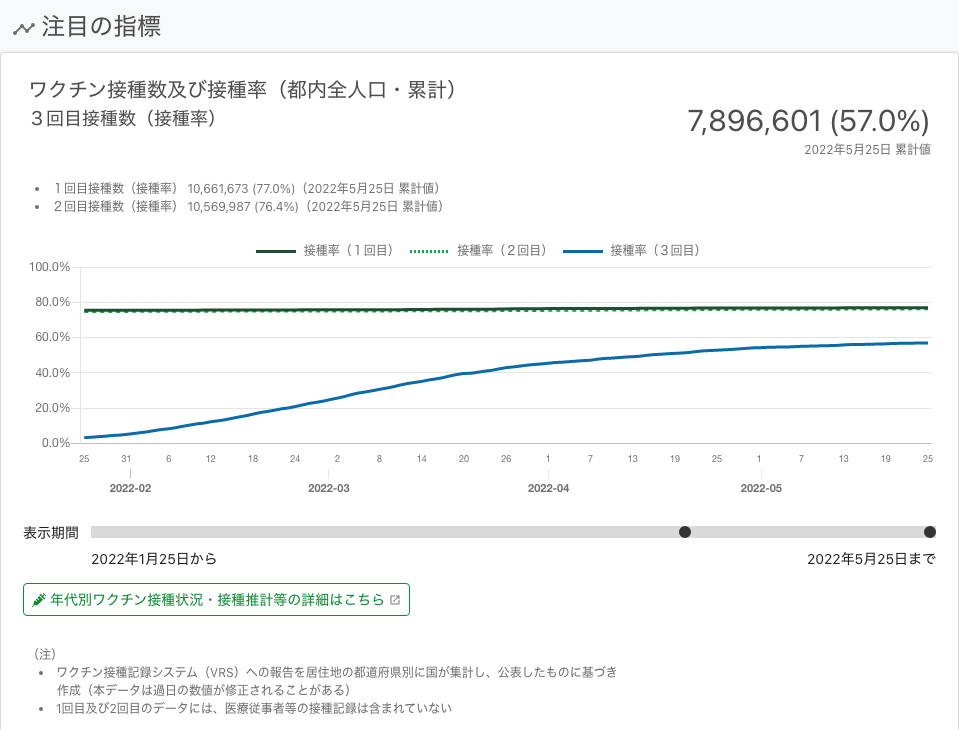 注目の指標
ワクチン接種数及び接種率（都内全人口・累計）
３回目接種数（接種率）
7,896,601 (57.0%)
2022年5月25日 累計値
１回目接種数（接種率） 10,661,673 (77.0%)（2022年5月25日 累計値）
２回目接種数（接種率） 10,569,987 (76.4%)（2022年5月25日 累計値）
接種率（１回目） 接種率（２回目） 接種率（３回目）
100.0%
80.0%
60.0%
40.0%
20.0%
0.0%
25 31 6 12 18 24 2 8 14 20 26 1 7 13 19 25 1 7 13 19 25
2022-02 2022-03 2022-04 2022-05
表示期間
2022年1月25日から 2022年5月25日まで
年代別ワクチン接種状況・接種推計等の詳細はこちら
（注）
ワクチン接種記録システム（VRS）への報告を居住地の都道府県別に国が集計し、公表したものに基づき
作成（本データは過日の数値が修正されることがある）
1回目及び2回目のデータには、医療従事者等の接種記録は含まれていない